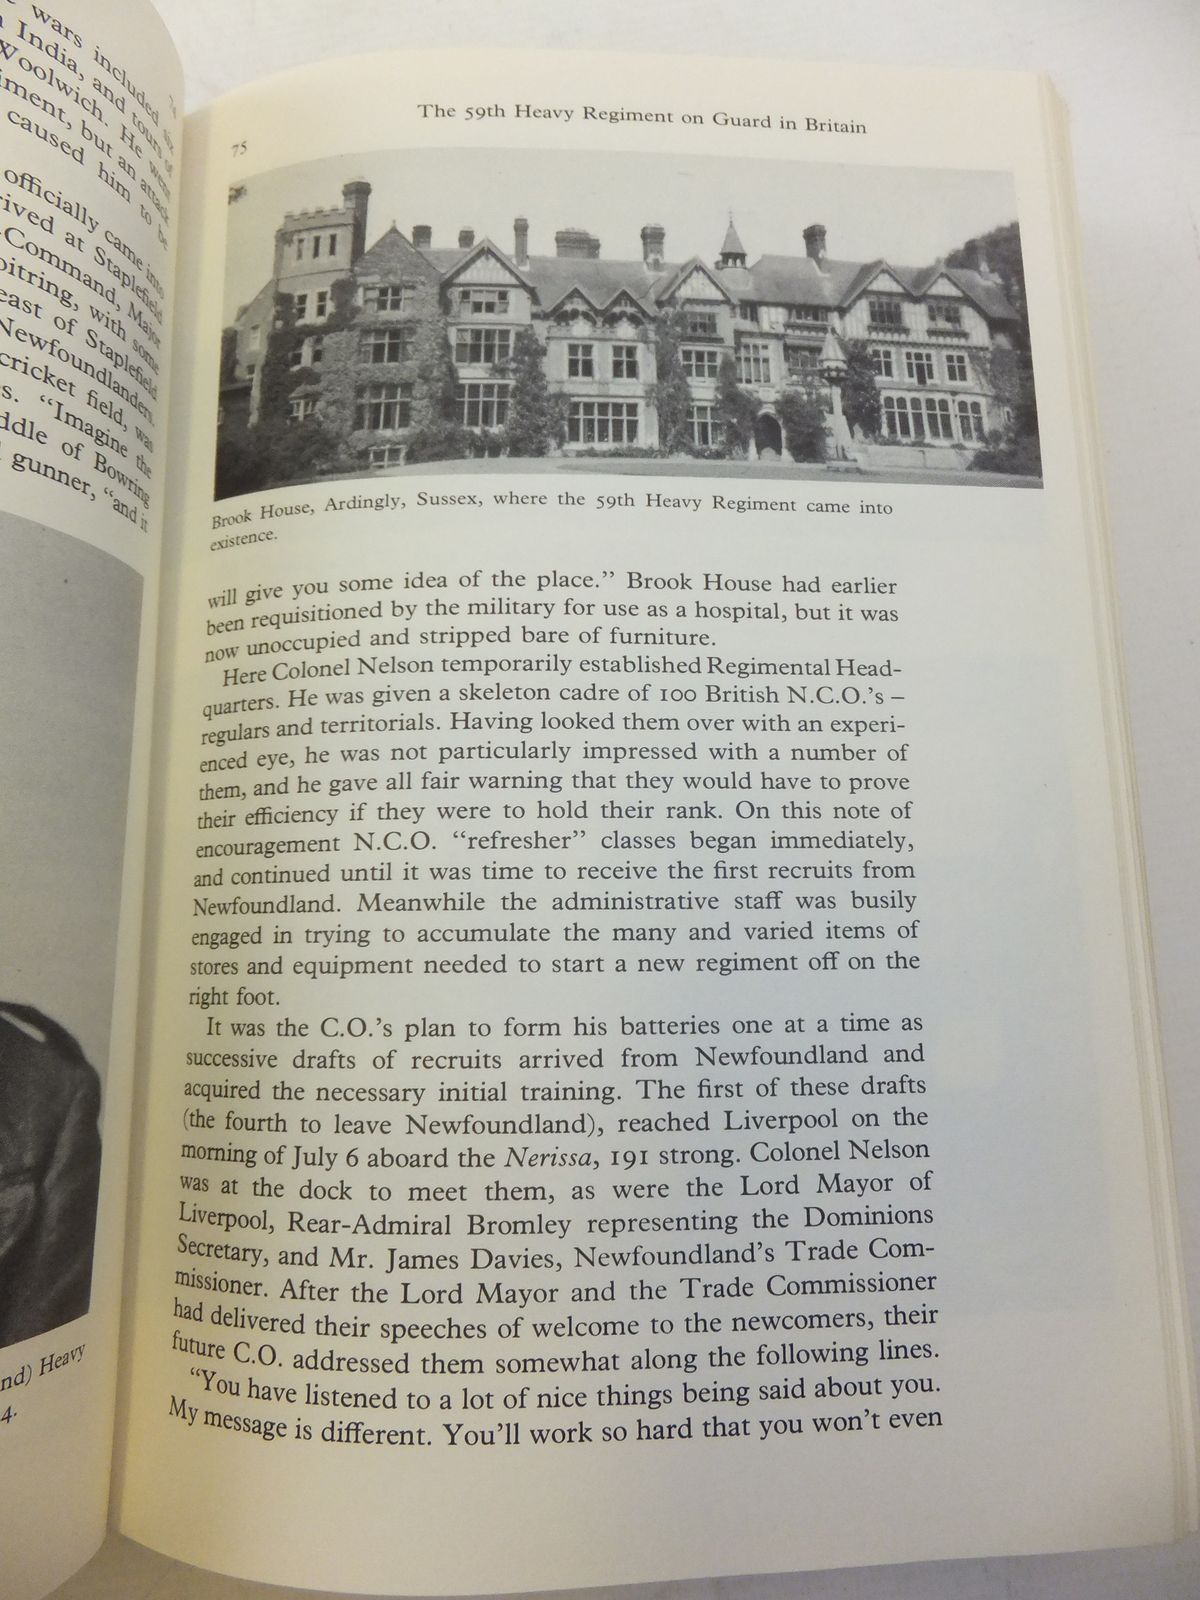 e wars included six
n India, and tours of
Woolwich. He went
iment, but an attack
caused him to be
officially came into
rived at Staplefield
-Command, Major
oitring, with some
east of Staplefield
Newfoundlanders.
cricket field, was
s. “Imagine the
ddle of Bowring
gunner, “and it
nd) Heavy
4.
74
The 59th Heavy Regiment on Guard in Britain
75
Brook House, Ardingly, Sussex, where the 59th Heavy Regiment came into
existence.
will give you some idea of the place.” Brook House had earlier
been requisitioned by the military for use as a hospital, but it was
now unoccupied and stripped bare of furniture.
Here Colonel Nelson temporarily established Regimental Head-
quarters. He was given a skeleton cadre of 100 British N.C.O.’s –
regulars and territorials. Having looked them over with an experi-
enced eye, he was not particularly impressed with a number of
them, and he gave all fair warning that they would have to prove
their efficiency if they were to hold their rank. On this note of
encouragement N.C.O. “refresher” classes began immediately,
and continued until it was time to receive the first recruits from
Newfoundland. Meanwhile the administrative staff was busily
engaged in trying to accumulate the many and varied items of
stores and equipment needed to start a new regiment off on the
right foot.
It was the C.O.’s plan to form his batteries one at a time as
successive drafts of recruits arrived from Newfoundland and
acquired the necessary initial training. The first of these drafts
(the fourth to leave Newfoundland), reached Liverpool on the
morning of July 6 aboard the Nerissa, 191 strong. Colonel Nelson
was at the dock to meet them, as were the Lord Mayor of
Liverpool, Rear-Admiral Bromley representing the Dominions
Secretary, and Mr. James Davies, Newfoundland’s Trade Com-
missioner. After the Lord Mayor and the Trade Commissioner
had delivered their speeches of welcome to the newcomers, their
future C.O. addressed them somewhat along the following lines.
“You have listened to a lot of nice things being said about you.
My message is different. You’ll work so hard that you won’t even